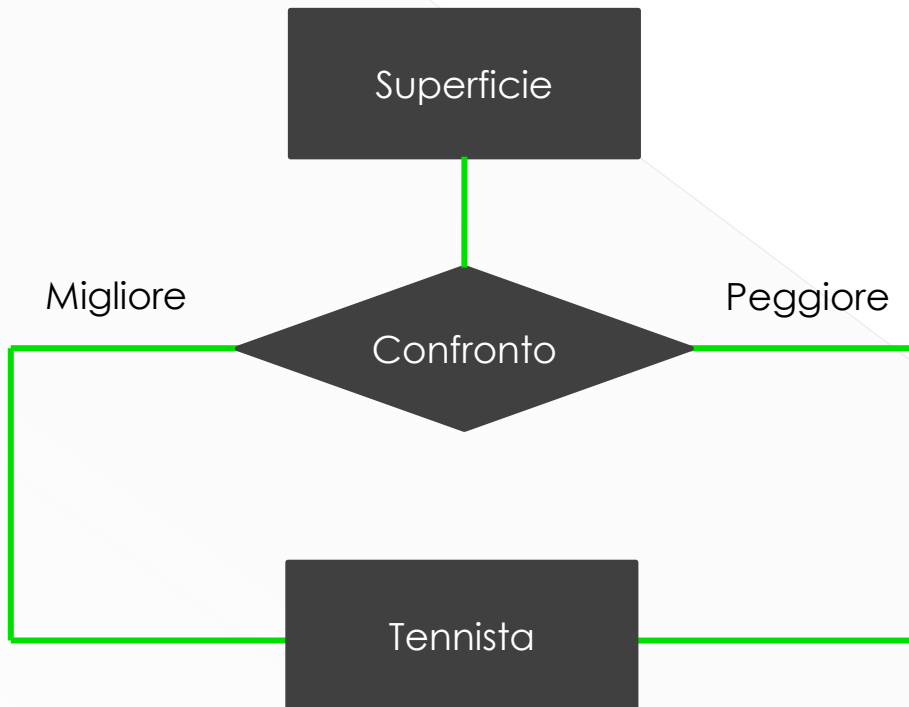 Superficie
Migliore
Peggiore
Confronto
Tennista